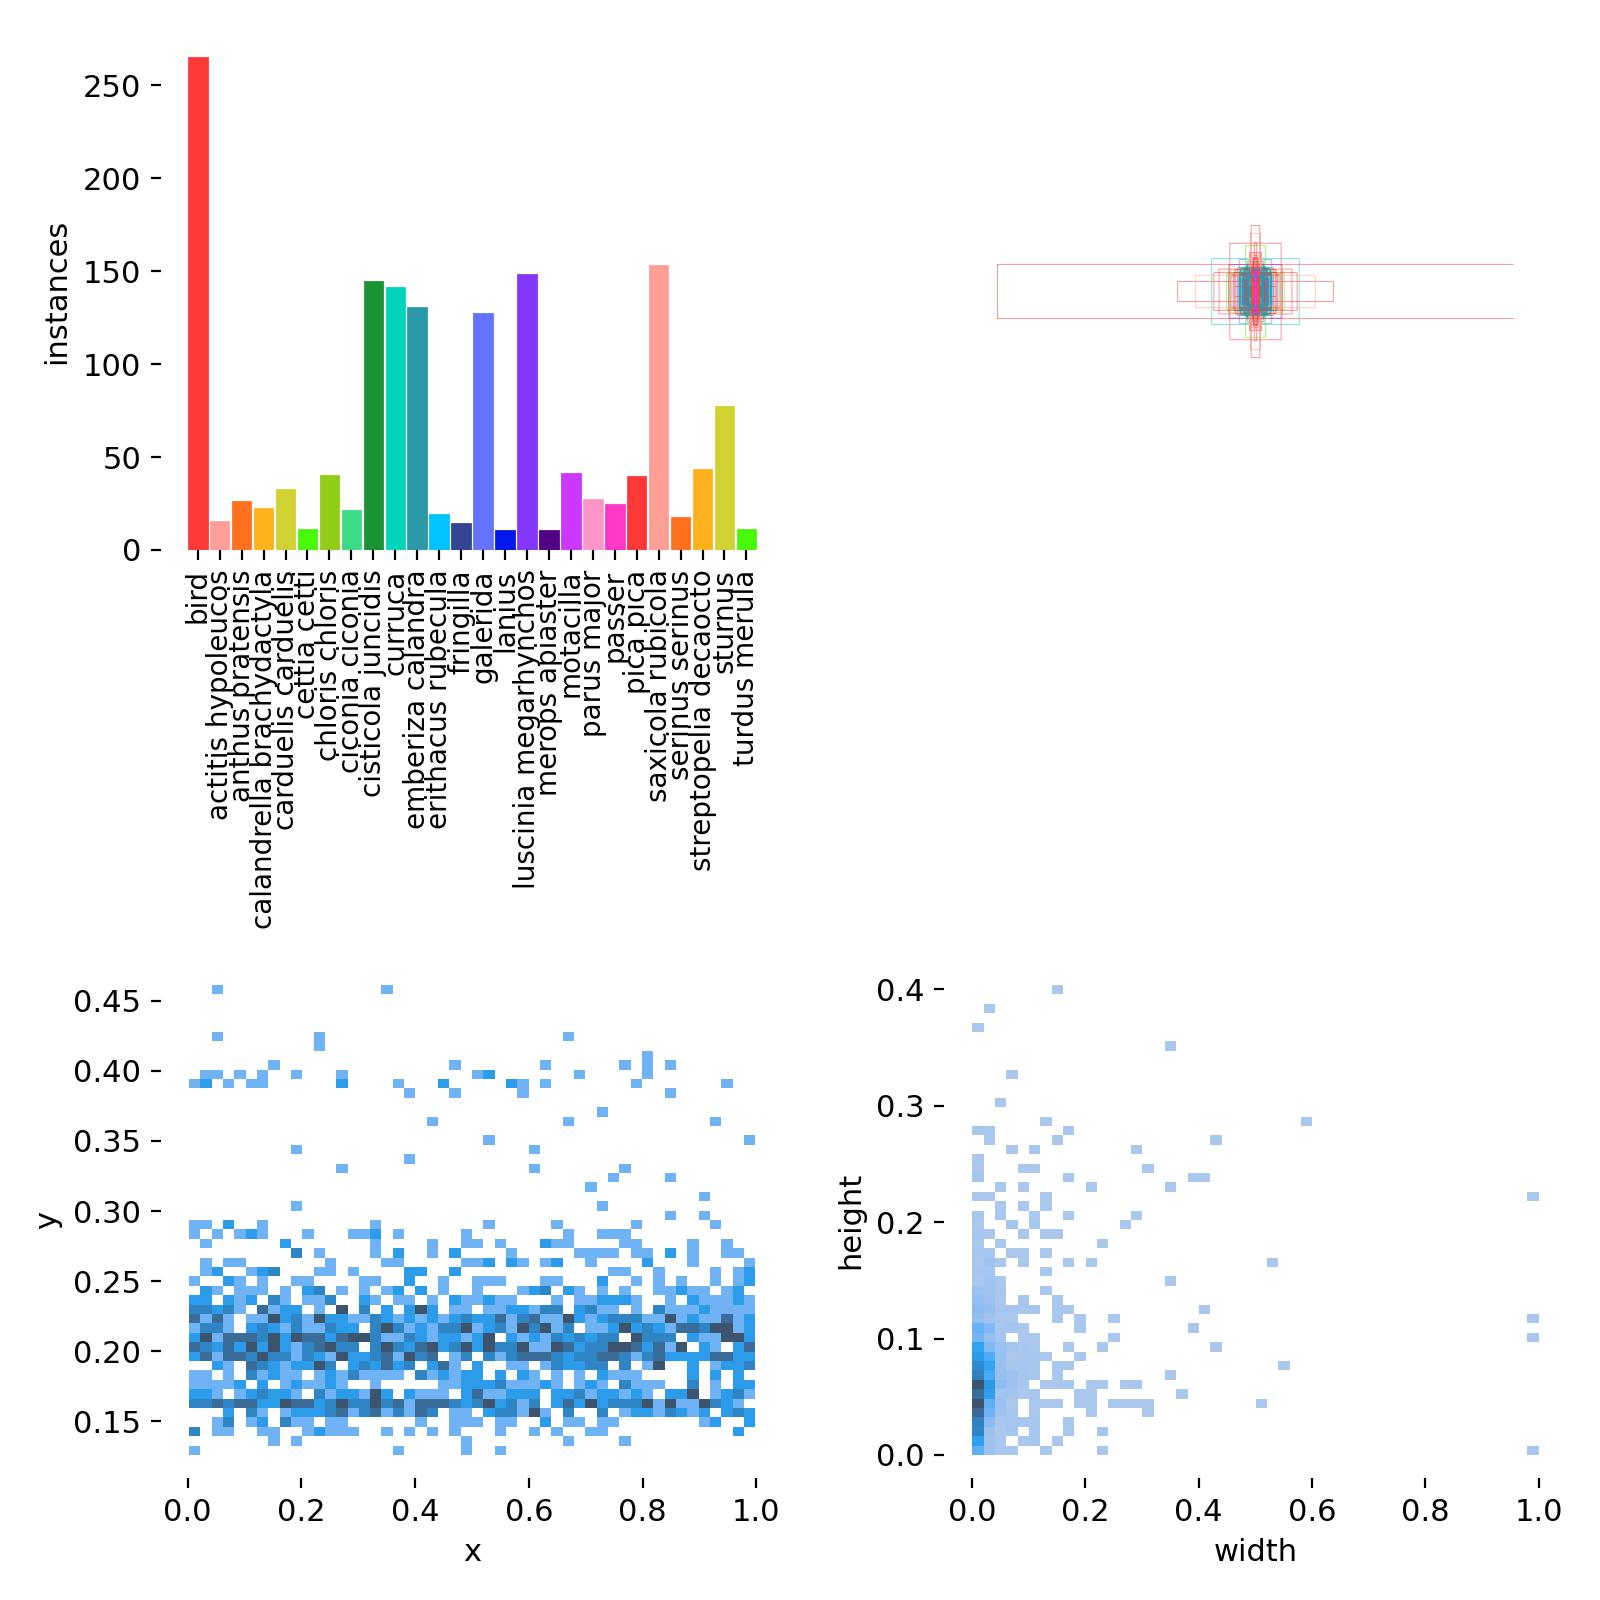 250
200
150
100
50
0
instances
bird
actitis hypoleucos
anthus pratensis
calandrella brachydactyla
carduelis carduelis
cettia cetti
chloris chloris
ciconia ciconia
cisticola juncidis
curruca
emberiza calandra
erithacus rubecula
fringilla
galerida
lanius
luscinia megarhynchos
merops apiaster
motacilla
parus major
passer
pica pica
saxicola rubicola
serinus serinus
streptopelia decaocto
sturnus
turdus merula
0.45
0.40
0.35
0.30
0.25
0.20
0.15
y
0.0 0.2 0.4 0.6 0.8 1.0
x
0.4
0.3
0.2
0.1
0.0
height
0.0 0.2 0.4 0.6 0.8 1.0
width